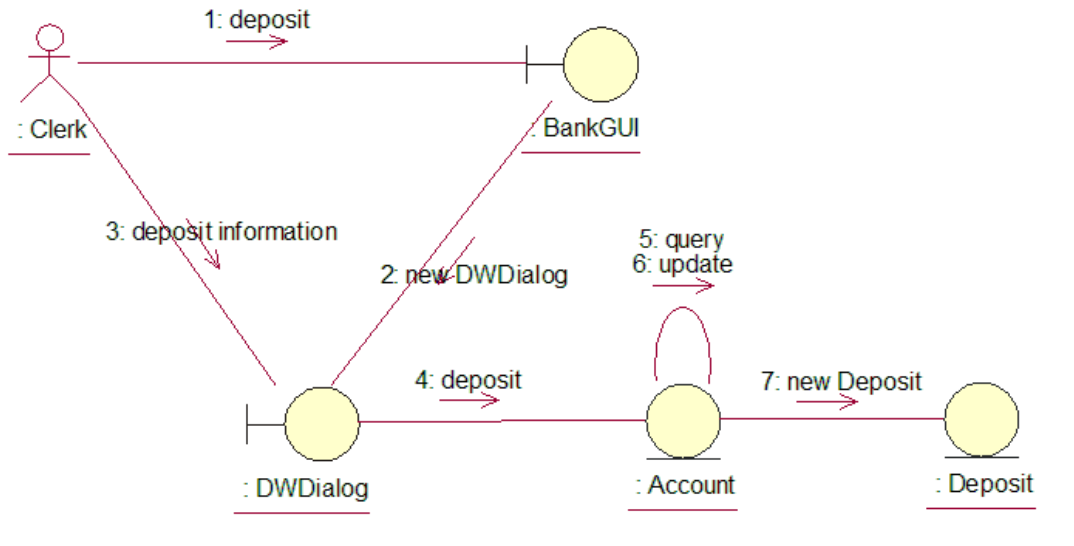 1: deposit
: Clerk
: BankGUI
3: deposit information
5: query
6: update
2: new DWDialog
4: deposit
7: new Deposit
: DWDialog
: Account
: Deposit